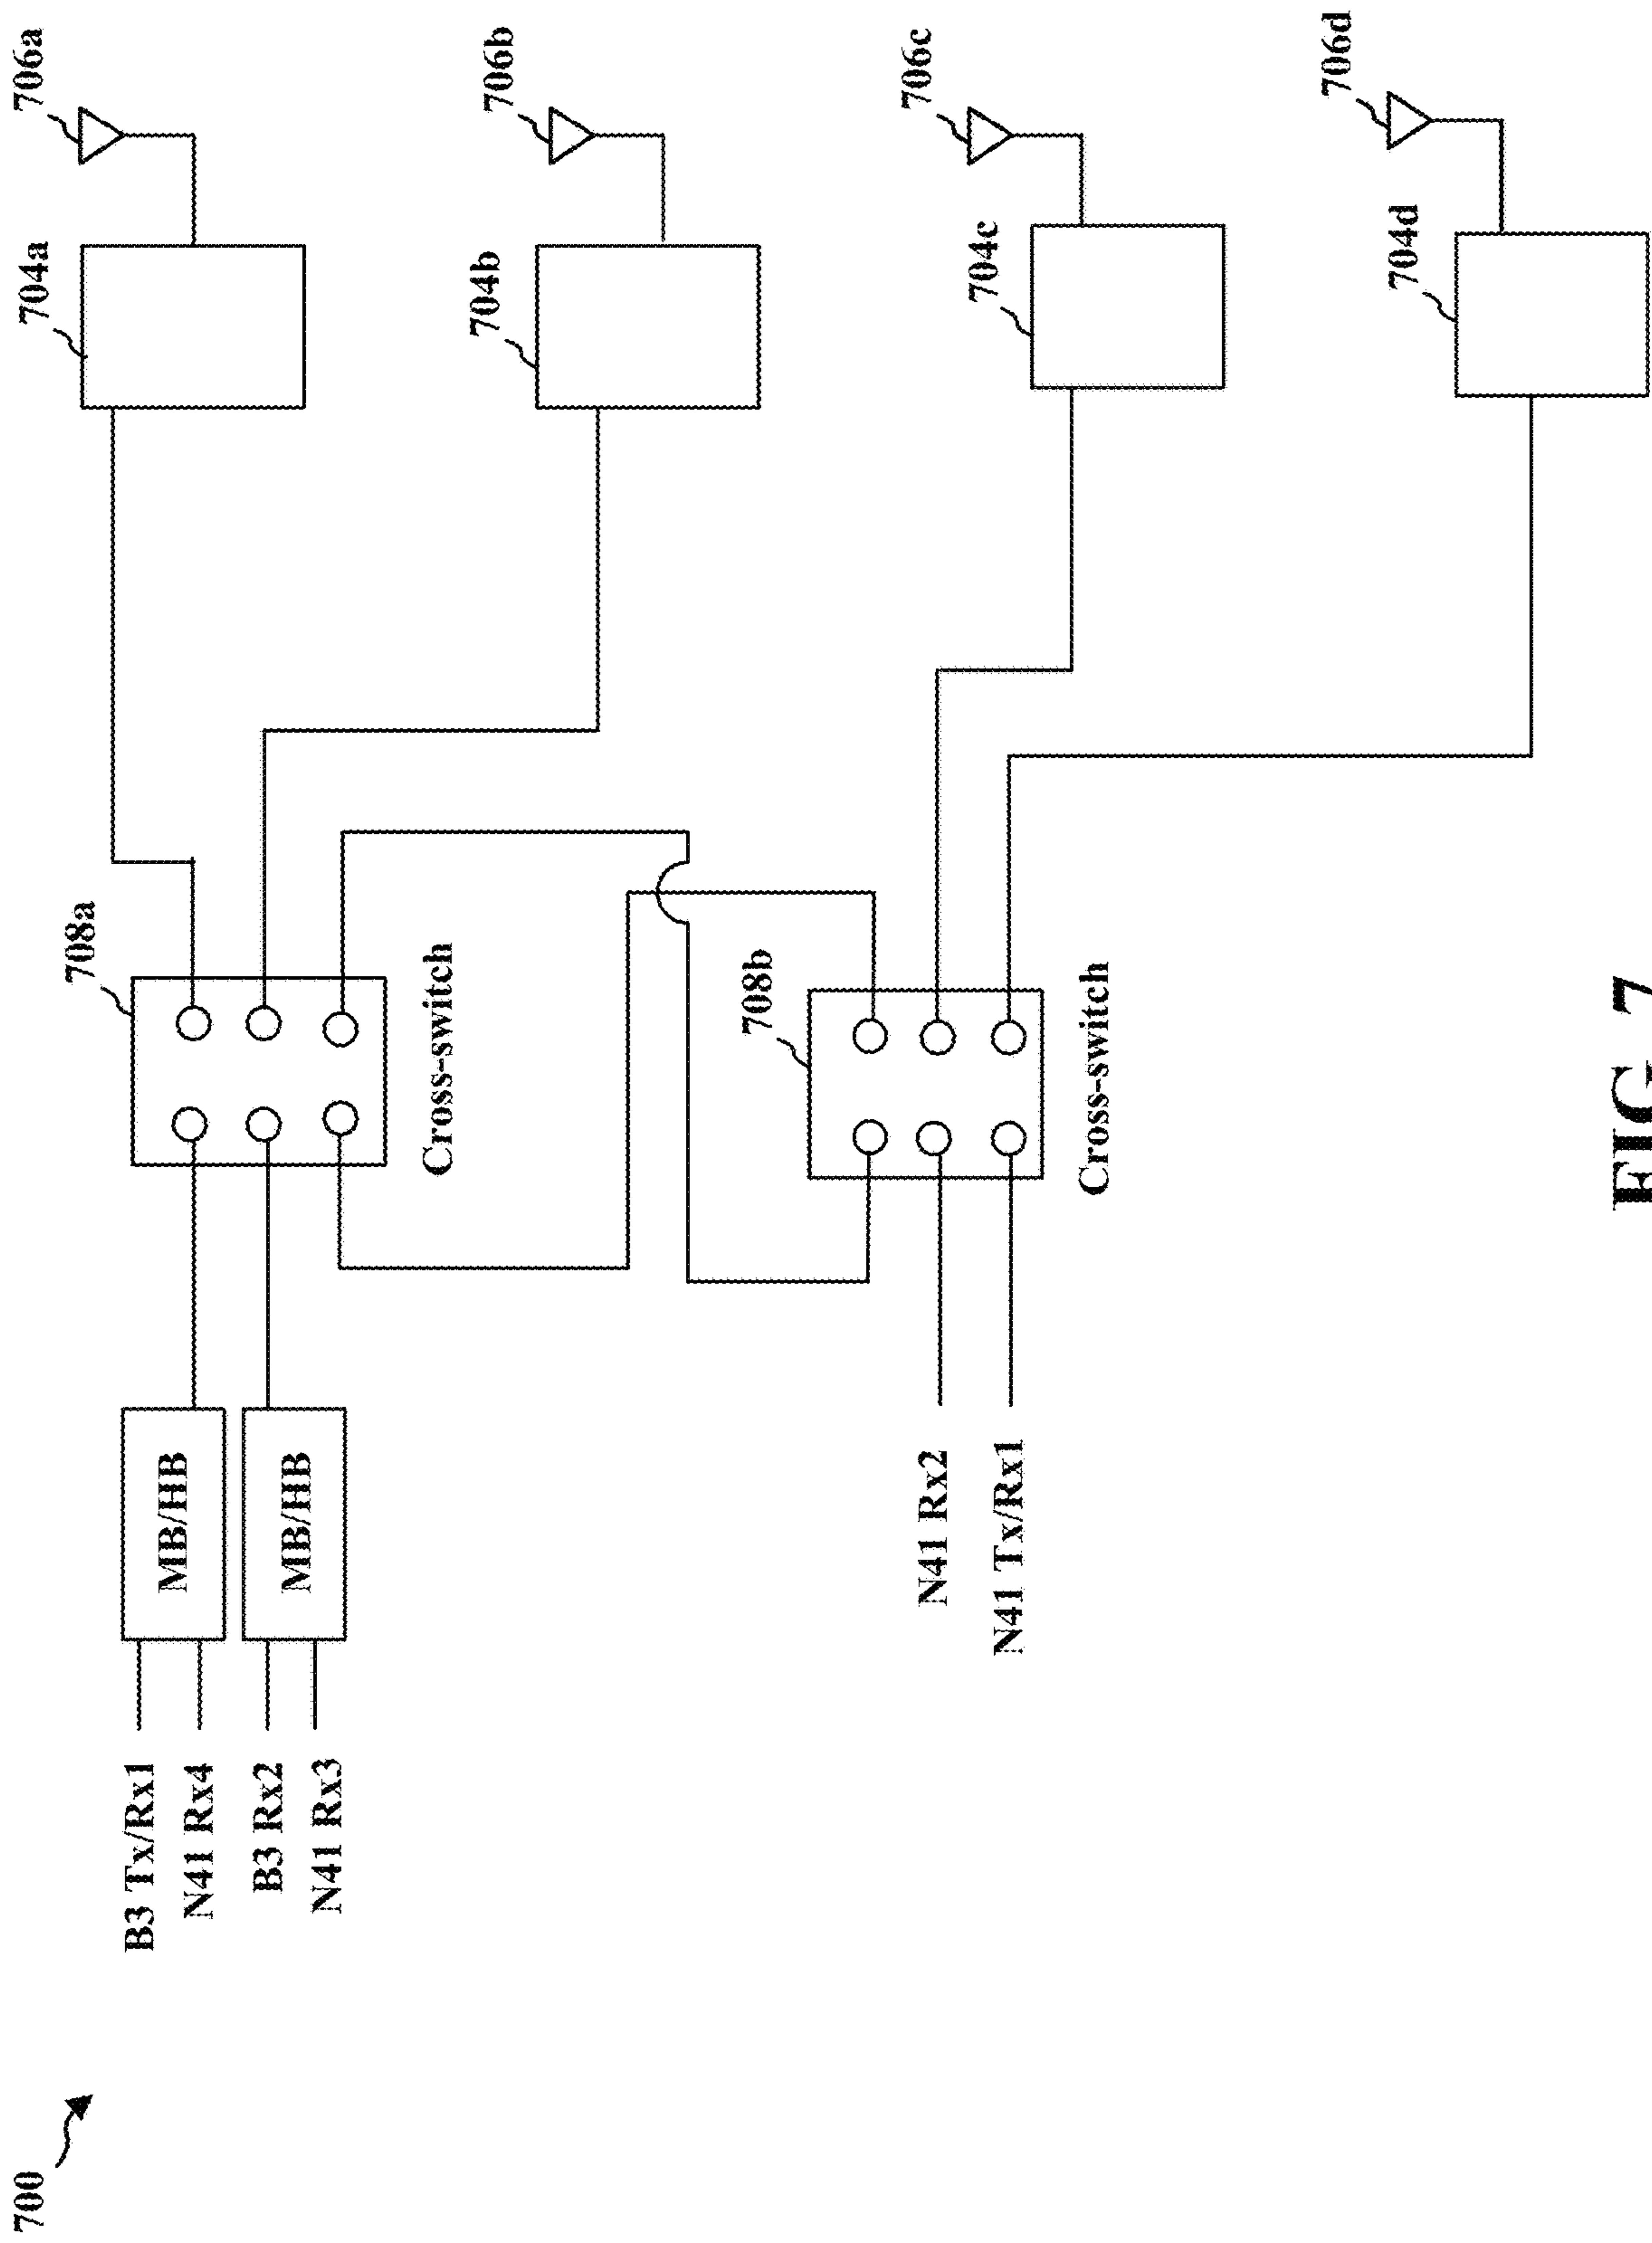 700
B3 Tx/Rx1
N41 Rx4
B3 Rx2
N41 Rx3
MB/HB
MB/HB
708a
Cross-switch
N41 Rx2
N41 Tx/Rx1
708b
Cross-switch
704a
706a
704b
706b
704c
706c
704d
706d
FIG 7